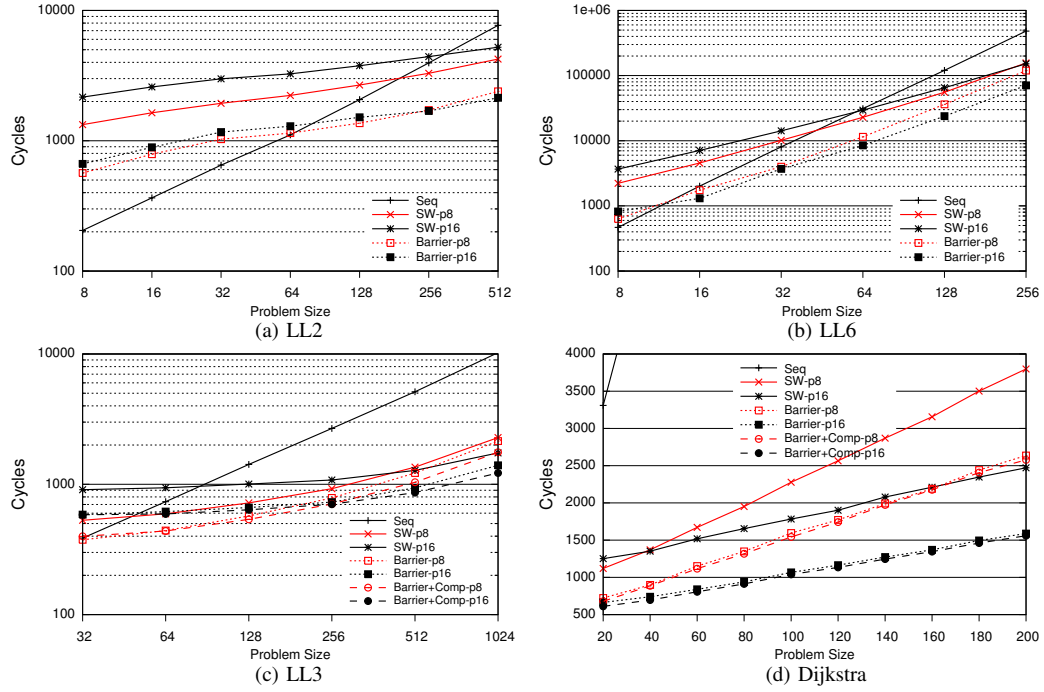 10000
1000
100
Cycles
8 16 32 64 128 256 512
Problem Size
Seq
SW-p8
SW-p16
Barrier-p8
Barrier-p16
(a) LL2
1e+06
100000
10000
1000
100
Cycles
8 16 32 64 128 256
Problem Size
Seq
SW-p8
SW-p16
Barrier-p8
Barrier-p16
(b) LL6
10000
1000
100
Cycles
32 64 128 256 512 1024
Problem Size
Seq
SW-p8
SW-p16
Barrier-p8
Barrier-p16
Barrier+Comp-p8
Barrier+Comp-p16
(c) LL3
4000
3500
3000
2500
2000
1500
1000
500
Cycles
20 40 60 80 100 120 140 160 180 200
Problem Size
Seq
SW-p8
SW-p16
Barrier-p8
Barrier-p16
Barrier+Comp-p8
Barrier+Comp-p16
(d) Dijkstra